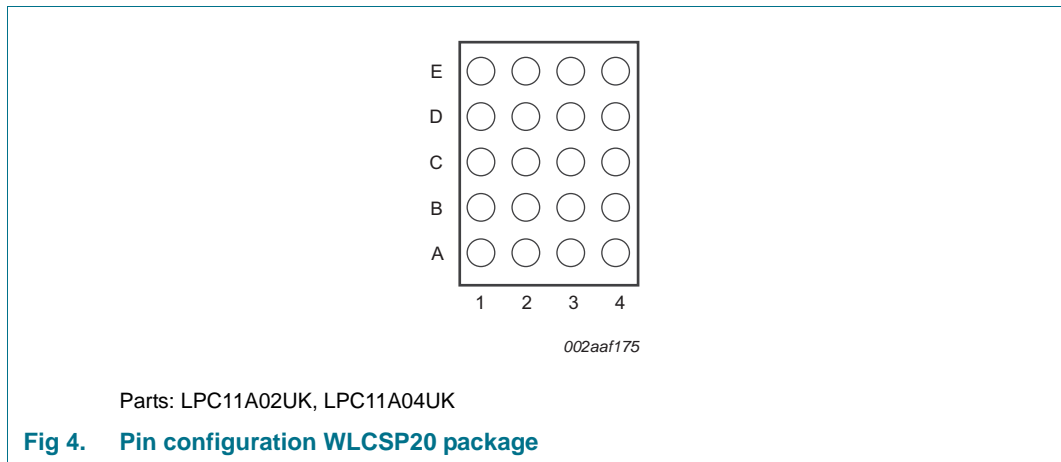 E
D
C
B
A
1 2 3 4
002aaf175
Parts: LPC11A02UK, LPC11A04UK
Fig 4. Pin configuration WLCSP20 package